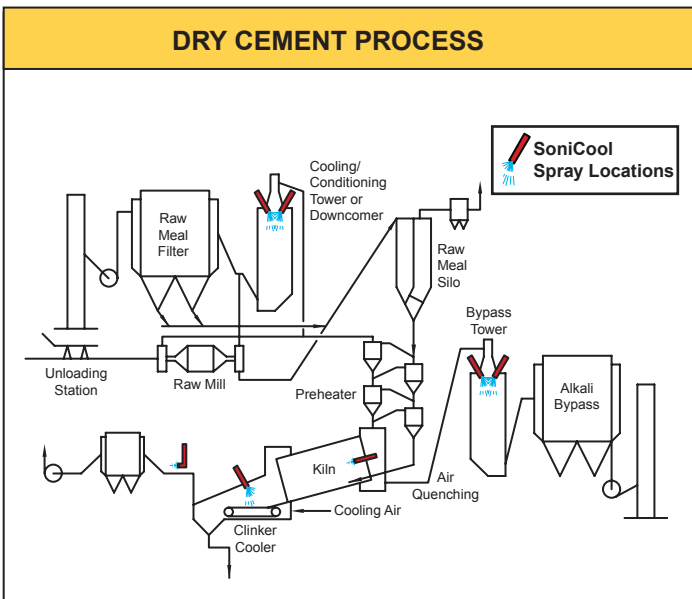 DRY CEMENT PROCESS
SoniCool
Spray Locations
Cooling/
Conditioning
Tower or
Downcomer
Raw
Meal
Filter
Raw
Meal
Silo
Bypass
Tower
Unloading
Station
Raw Mill
Preheater
Alkali
Bypass
Kiln
Air
Quenching
Cooling Air
Clinker
Cooler